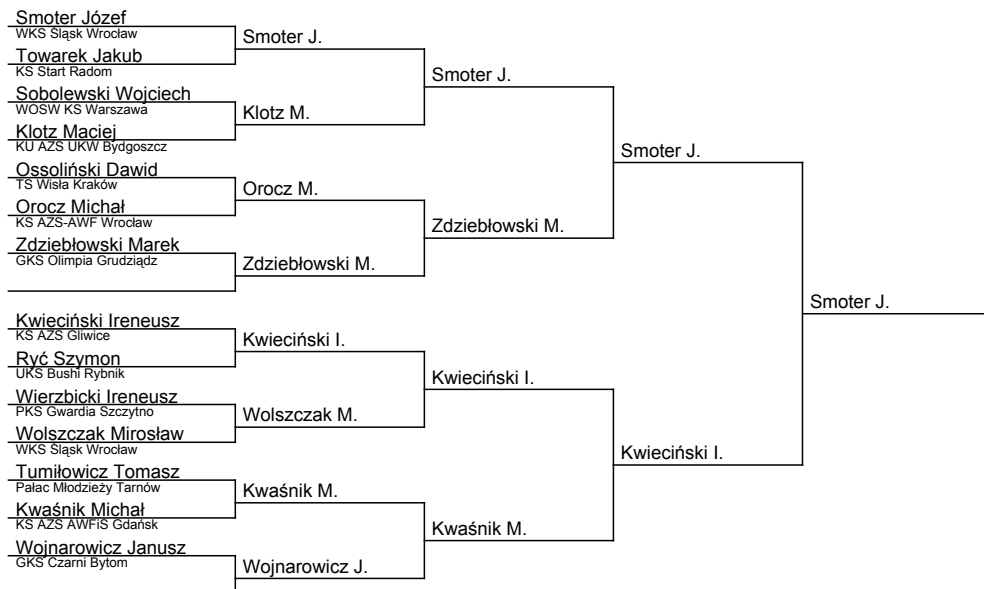 Smoter Józef
WKS Śląsk Wrocław
Smoter J.
Towarek Jakub
KS Start Radom
Smoter J.
Sobolewski Wojciech
WOSW KS Warszawa
Klotz M.
Klotz Maciej
KU AZS UKW Bydgoszcz
Smoter J.
Ossoliński Dawid
TS Wisła Kraków
Orocz M.
Orocz Michał
KS AZS-AWF Wrocław
Zdziebłowski M.
Zdziebłowski Marek
GKS Olimpia Grudziądz
Zdziebłowski M.
Smoter J.
Kwieciński Ireneusz
KS AZS Gliwice
Kwieciński I.
Ryć Szymon
UKS Bushi Rybnik
Kwieciński I.
Wierzbicki Ireneusz
PKS Gwardia Szczytno
Wolszczak M.
Wolszczak Mirosław
WKS Śląsk Wrocław
Kwieciński I.
Tumiłowicz Tomasz
Pałac Młodzieży Tarnów
Kwaśnik M.
Kwaśnik Michał
KS AZS AWFiS Gdańsk
Kwaśnik M.
Wojnarowicz Janusz
GKS Czarni Bytom
Wojnarowicz J.